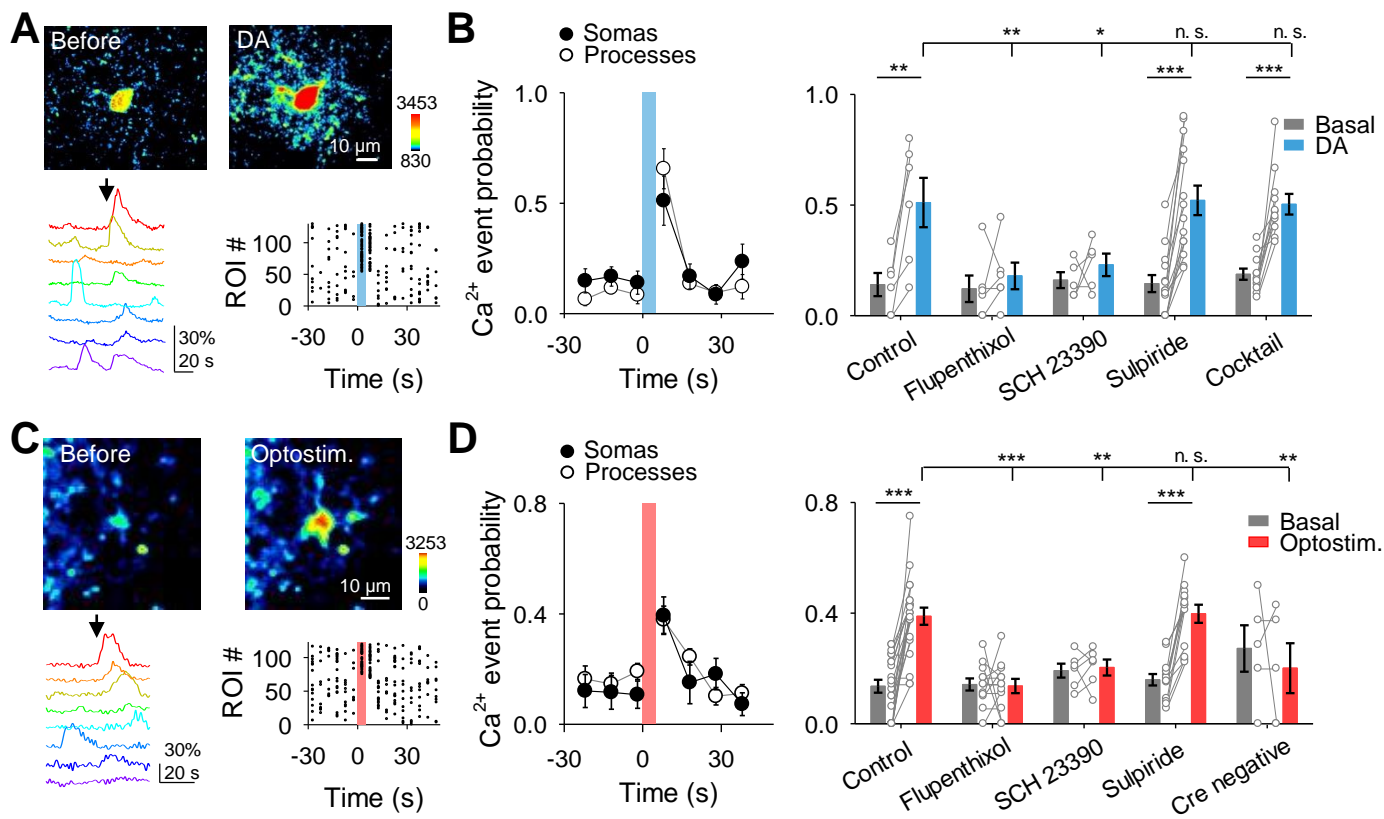 A
Before
DA
3453
830
10 µm
30%
20 s
ROI #
100
50
0
-30
0
30
Time (s)
B
Somas
Processes
Ca2+ event probability
1.0
0.5
0.0
-30
0
30
Time (s)
** * n. s. n. s.
** *** ***
1.0
0.5
0.0
Basal
DA
Control
Flupenthixol
SCH 23390
Sulpiride
Cocktail
C
Before
Optostim.
3253
0
10 µm
30%
20 s
ROI #
100
50
0
-30
0
30
Time (s)
D
Somas
Processes
Ca2+ event probability
0.8
0.4
0.0
-30
0
30
Time (s)
*** ** n. s. **
*** ***
0.8
0.4
0.0
Basal
Optostim.
Control
Flupenthixol
SCH 23390
Sulpiride
Cre negative